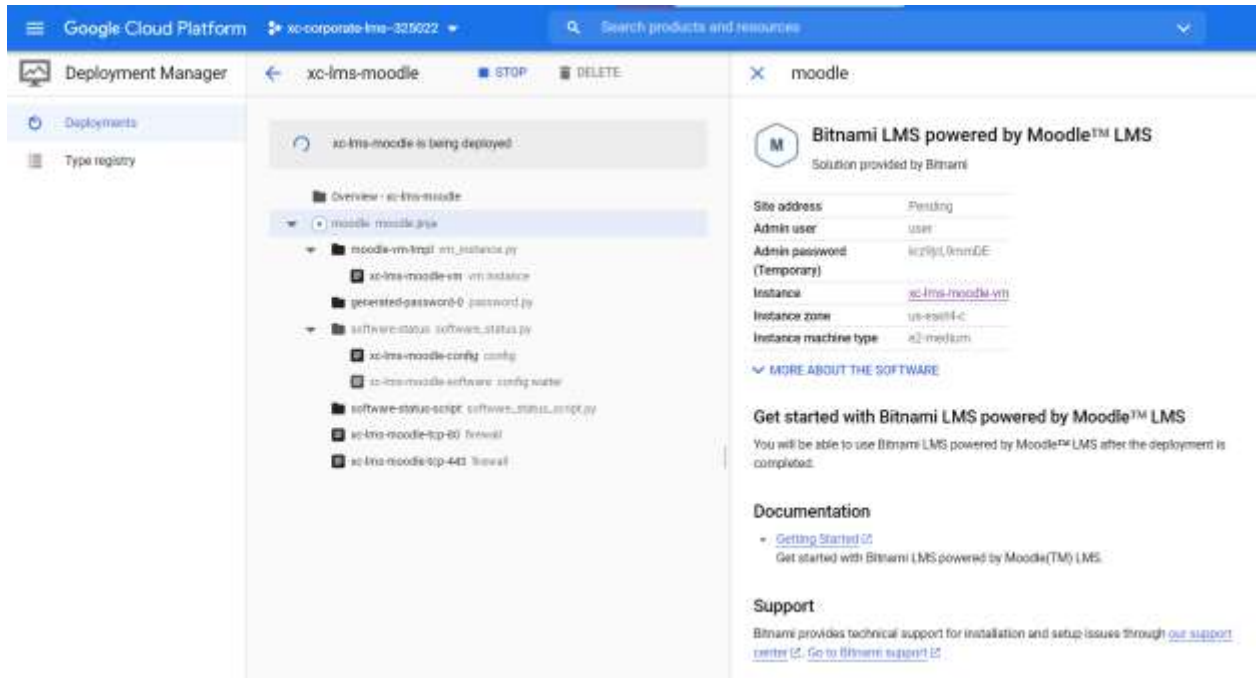 Google Cloud Platform
xc-corporate-lms-325022
Search products and resources
Deployment Manager
xc-lms-moodle
STOP
DELETE
moodle
Deployments
Type registry
xc-lms-moodle is being deployed
Overview - xc-lms-moodle
moodle moodle.jinja
moodle-vm-tmpl vm_instance.py
xc-lms-moodle-vm vm instance
generated-password-0 password.py
software-status software_status.py
xc-lms-moodle-config config
xc-lms-moodle-software config waiter
software-status-script software_status_script.py
xc-lms-moodle-tcp-80 firewall
xc-lms-moodle-tcp-443 firewall
M
Bitnami LMS powered by Moodle™ LMS
Solution provided by Bitnami
Site address Pending
Admin user user
Admin password
(Temporary)
Instance xc-lms-moodle-vm
Instance zone us-east4-c
Instance machine type e2-medium
MORE ABOUT THE SOFTWARE
Get started with Bitnami LMS powered by Moodle™ LMS
You will be able to use Bitnami LMS powered by Moodle™ LMS after the deployment is
completed.
Documentation
Getting Started
Get started with Bitnami LMS powered by Moodle(TM) LMS.
Support
Bitnami provides technical support for installation and setup issues through our support
center. Go to Bitnami support